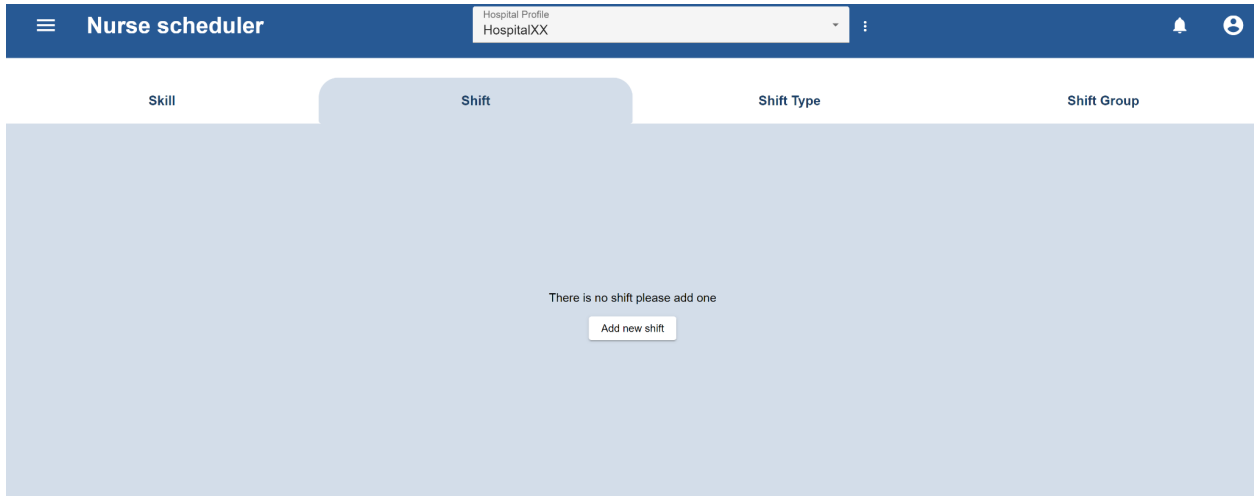 Nurse scheduler
Hospital Profile
HospitalXX
Skill
Shift
Shift Type
Shift Group
There is no shift please add one
Add new shift